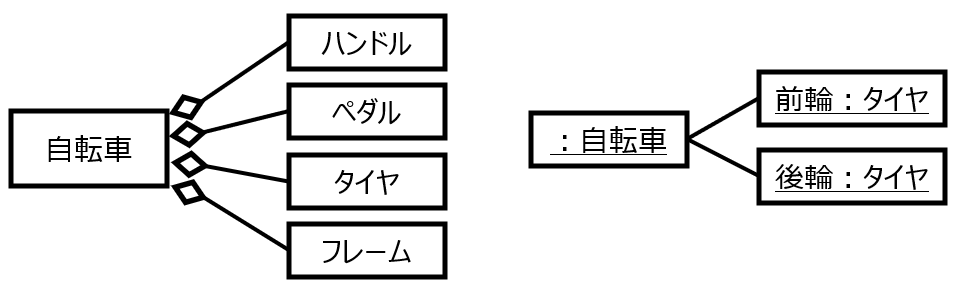 自転車
ハンドル
ペダル
タイヤ
フレーム
：自転車
前輪：タイヤ
後輪：タイヤ